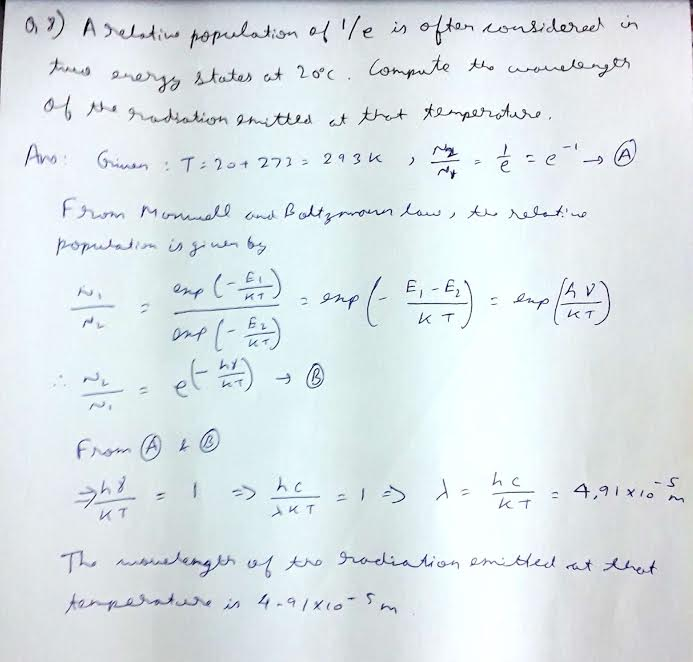 Q.8) A relative population of 1/e is often considered in
two energy states at 20°C. Compute the wavelength
of the radiation emitted at that temperature.
Ans: Given : T = 20 + 273 = 293 K , N₂/N₁ = 1/e = e⁻¹ → (A)
From Maxwell and Boltzmann law, the relative
population is given by
N₁/N₂ = exp(-E₁/KT) / exp(-E₂/KT) = exp(- (E₁-E₂)/KT) = exp(hν/KT)
∴ N₂/N₁ = e^(-hν/KT) → (B)
From (A) & (B)
⇒ hν/KT = 1 ⇒ hc/λKT = 1 ⇒ λ = hc/KT = 4.91×10⁻⁵ m
The wavelength of the radiation emitted at that
temperature is 4.91×10⁻⁵ m